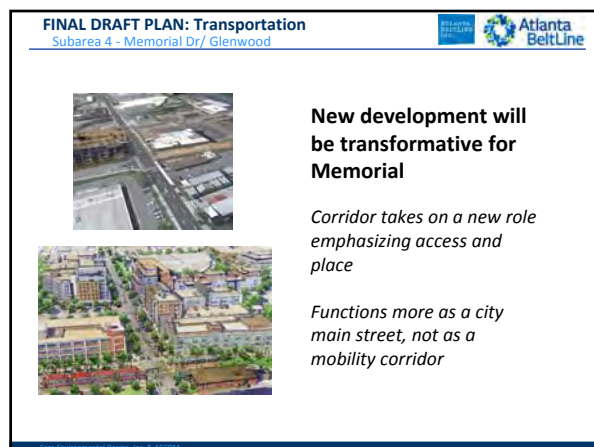 FINAL DRAFT PLAN: Transportation
Subarea 4 - Memorial Dr/ Glenwood
Atlanta
BeltLine
New development will
be transformative for
Memorial
Corridor takes on a new role
emphasizing access and
place
Functions more as a city
main street, not as a
mobility corridor